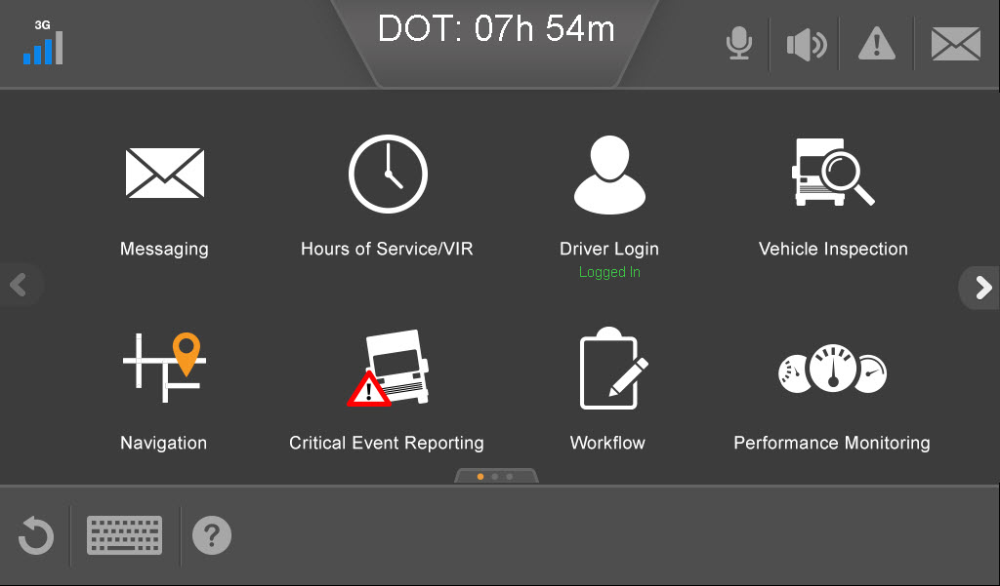 3G
DOT: 07h 54m
Messaging
Hours of Service/VIR
Driver Login
Logged In
Vehicle Inspection
Navigation
Critical Event Reporting
Workflow
Performance Monitoring